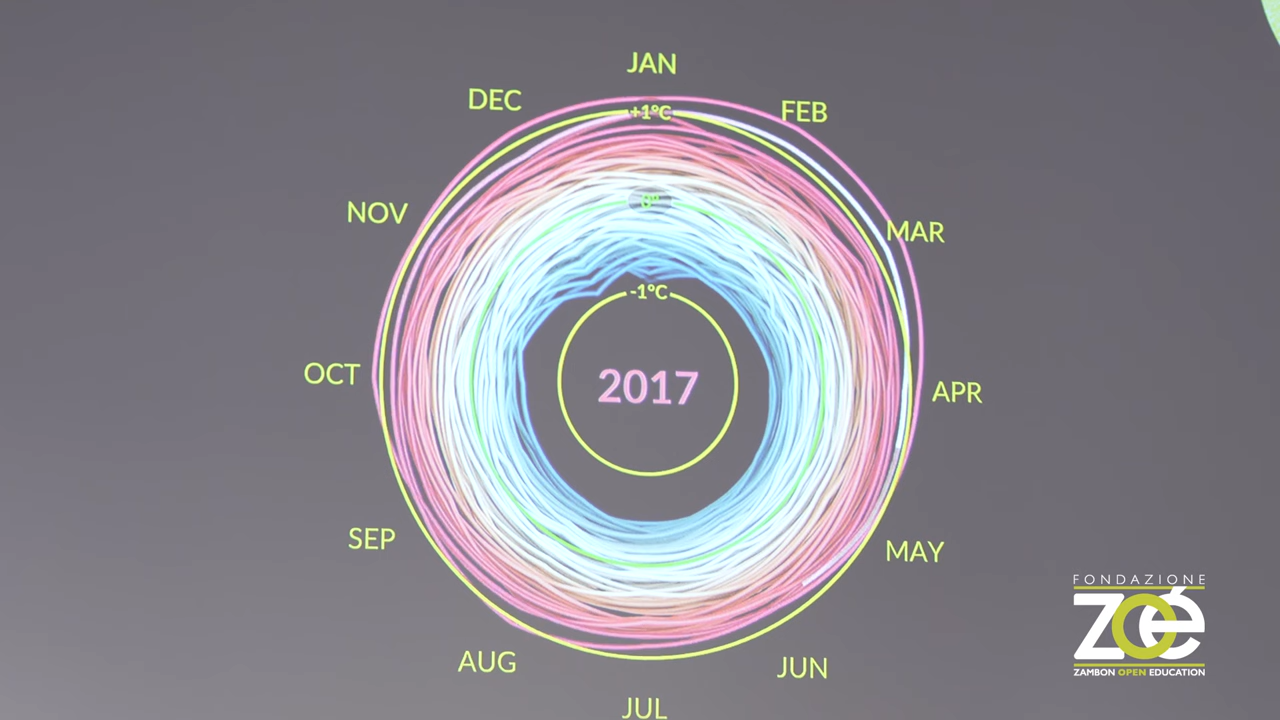 JAN
DEC
FEB
+1°C
NOV
MAR
0°
-1°C
2017
OCT
APR
SEP
MAY
AUG
JUN
JUL
FONDAZIONE
zoé
ZAMBON OPEN EDUCATION